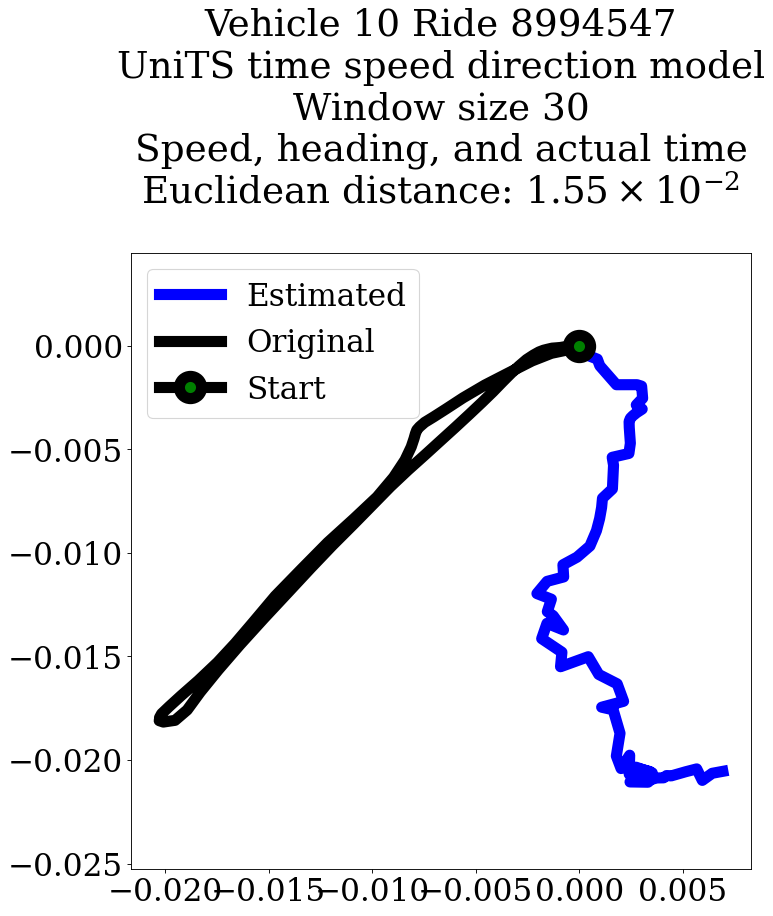 Vehicle 10 Ride 8994547
UniTS time speed direction model
Window size 30
Speed, heading, and actual time
Euclidean distance: 1.55 × 10⁻²
Estimated
Original
Start
0.000
−0.005
−0.010
−0.015
−0.020
−0.025
−0.020 −0.015 −0.010 −0.005 0.000 0.005